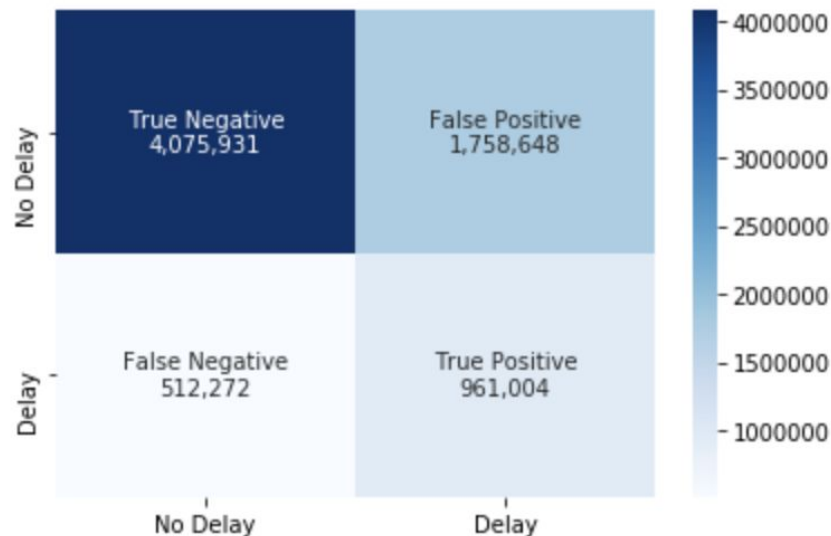 No Delay
True Negative
4,075,931
False Positive
1,758,648
Delay
False Negative
512,272
True Positive
961,004
No Delay
Delay
4000000
3500000
3000000
2500000
2000000
1500000
1000000